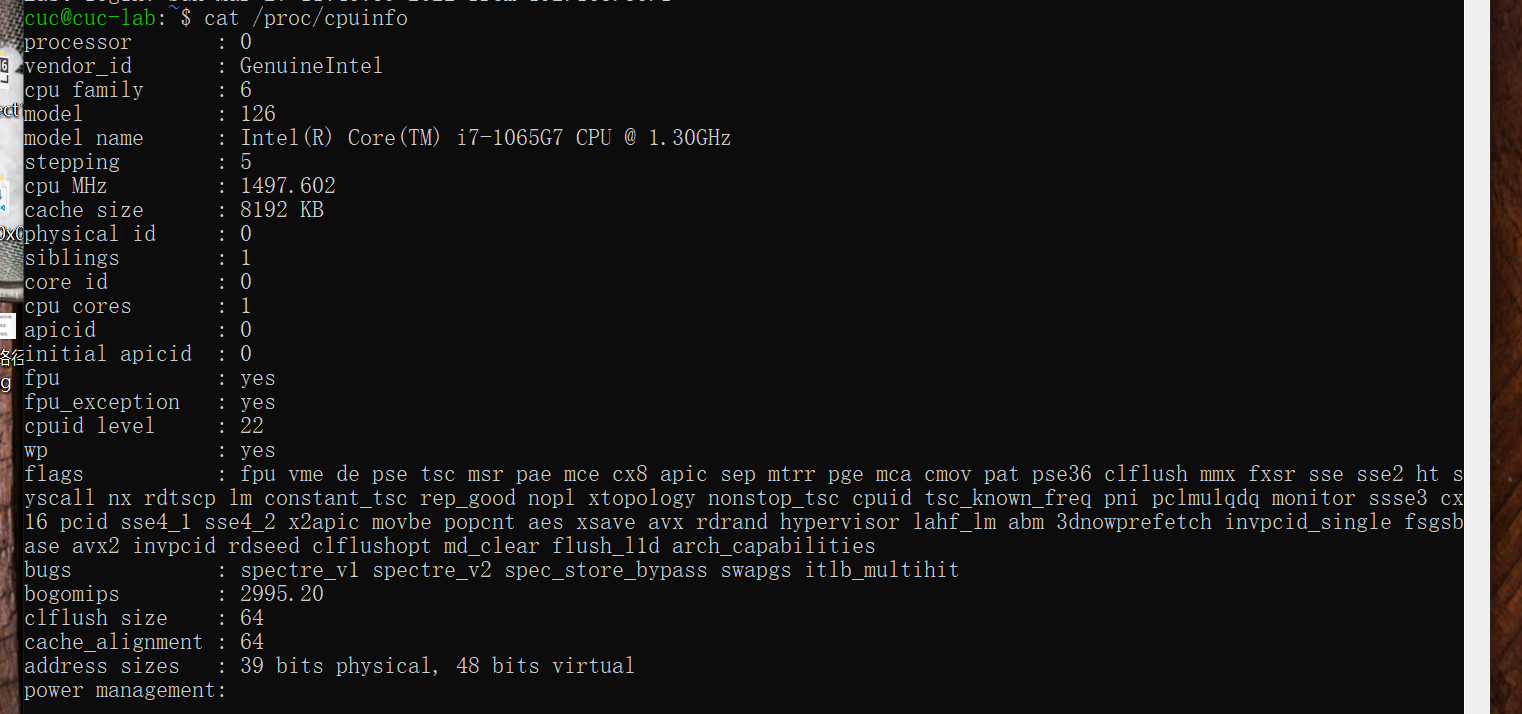 cuc@cuc-lab:~$ cat /proc/cpuinfo
processor : 0
vendor_id : GenuineIntel
cpu family : 6
model : 126
model name : Intel(R) Core(TM) i7-1065G7 CPU @ 1.30GHz
stepping : 5
cpu MHz : 1497.602
cache size : 8192 KB
physical id : 0
siblings : 1
core id : 0
cpu cores : 1
apicid : 0
initial apicid : 0
fpu : yes
fpu_exception : yes
cpuid level : 22
wp : yes
flags : fpu vme de pse tsc msr pae mce cx8 apic sep mtrr pge mca cmov pat pse36 clflush mmx fxsr sse sse2 ht s
yscall nx rdtscp lm constant_tsc rep_good nopl xtopology nonstop_tsc cpuid tsc_known_freq pni pclmulqdq monitor ssse3 cx
16 pcid sse4_1 sse4_2 x2apic movbe popcnt aes xsave avx rdrand hypervisor lahf_lm abm 3dnowprefetch invpcid_single fsgsb
ase avx2 invpcid rdseed clflushopt md_clear flush_l1d arch_capabilities
bugs : spectre_v1 spectre_v2 spec_store_bypass swapgs itlb_multihit
bogomips : 2995.20
clflush size : 64
cache_alignment : 64
address sizes : 39 bits physical, 48 bits virtual
power management: